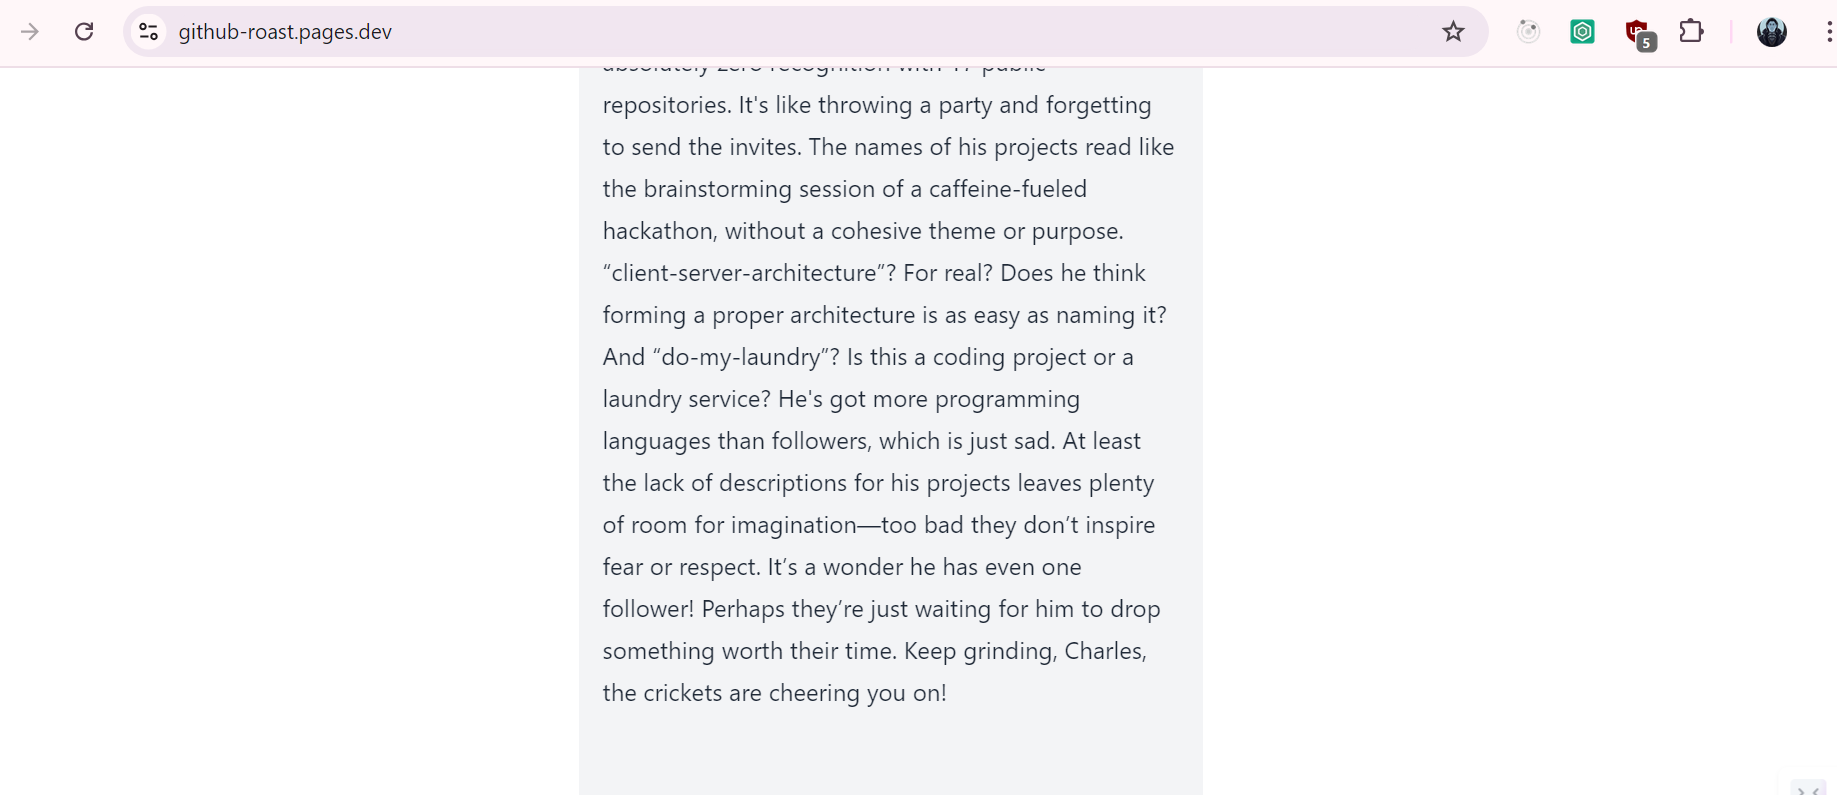 github-roast.pages.dev
5
absolutely zero recognition with 17 public
repositories. It's like throwing a party and forgetting
to send the invites. The names of his projects read like
the brainstorming session of a caffeine-fueled
hackathon, without a cohesive theme or purpose.
“client-server-architecture”? For real? Does he think
forming a proper architecture is as easy as naming it?
And “do-my-laundry”? Is this a coding project or a
laundry service? He's got more programming
languages than followers, which is just sad. At least
the lack of descriptions for his projects leaves plenty
of room for imagination—too bad they don’t inspire
fear or respect. It’s a wonder he has even one
follower! Perhaps they’re just waiting for him to drop
something worth their time. Keep grinding, Charles,
the crickets are cheering you on!